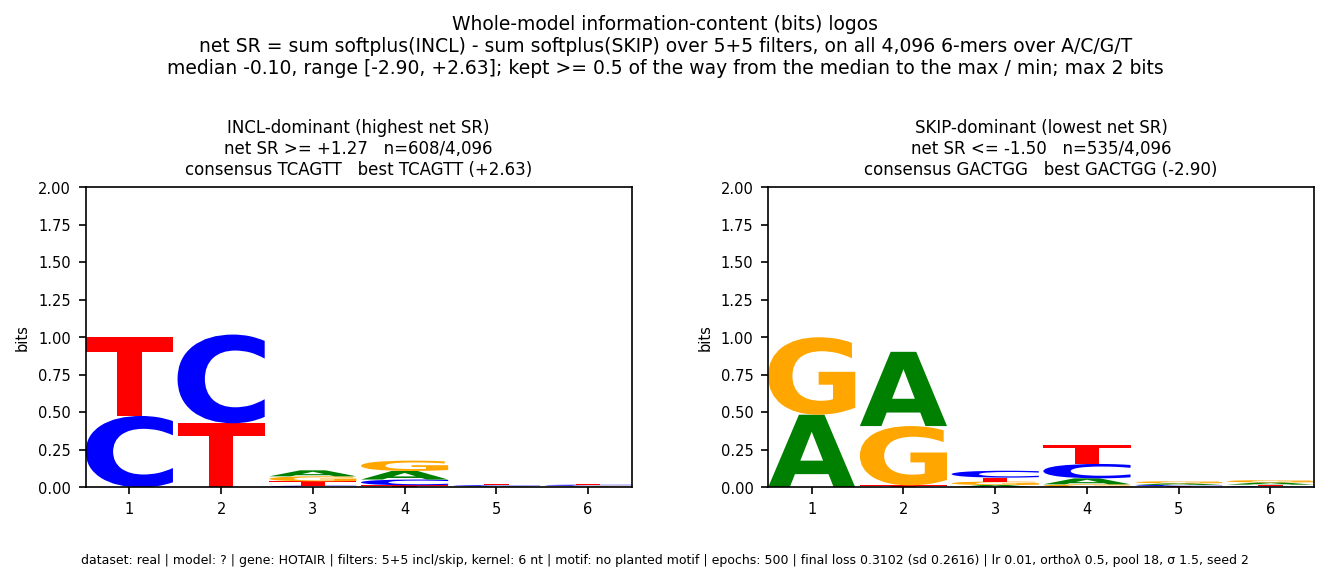 Whole-model information-content (bits) logos
net SR = sum softplus(INCL) - sum softplus(SKIP) over 5+5 filters, on all 4,096 6-mers over A/C/G/T
median -0.10, range [-2.90, +2.63]; kept >= 0.5 of the way from the median to the max / min; max 2 bits
INCL-dominant (highest net SR)
net SR >= +1.27   n=608/4,096
consensus TCAGTT   best TCAGTT (+2.63)
bits
2.00
1.75
1.50
1.25
1.00
0.75
0.50
0.25
0.00
T C
C T A G
G A
T C
1 2 3 4 5 6
SKIP-dominant (lowest net SR)
net SR <= -1.50   n=535/4,096
consensus GACTGG   best GACTGG (-2.90)
bits
2.00
1.75
1.50
1.25
1.00
0.75
0.50
0.25
0.00
G A
A G C T
T C
G A
1 2 3 4 5 6
dataset: real | model: ? | gene: HOTAIR | filters: 5+5 incl/skip, kernel: 6 nt | motif: no planted motif | epochs: 500 | final loss 0.3102 (sd 0.2616) | lr 0.01, orthoλ 0.5, pool 18, σ 1.5, seed 2